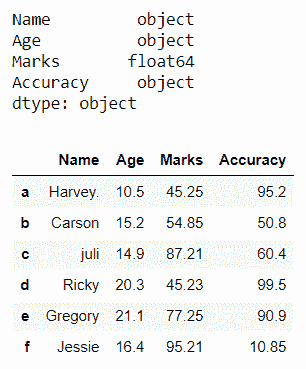 Name object
Age object
Marks float64
Accuracy object
dtype: object
Name Age Marks Accuracy
a Harvey. 10.5 45.25 95.2
b Carson 15.2 54.85 50.8
c juli 14.9 87.21 60.4
d Ricky 20.3 45.23 99.5
e Gregory 21.1 77.25 90.9
f Jessie 16.4 95.21 10.85